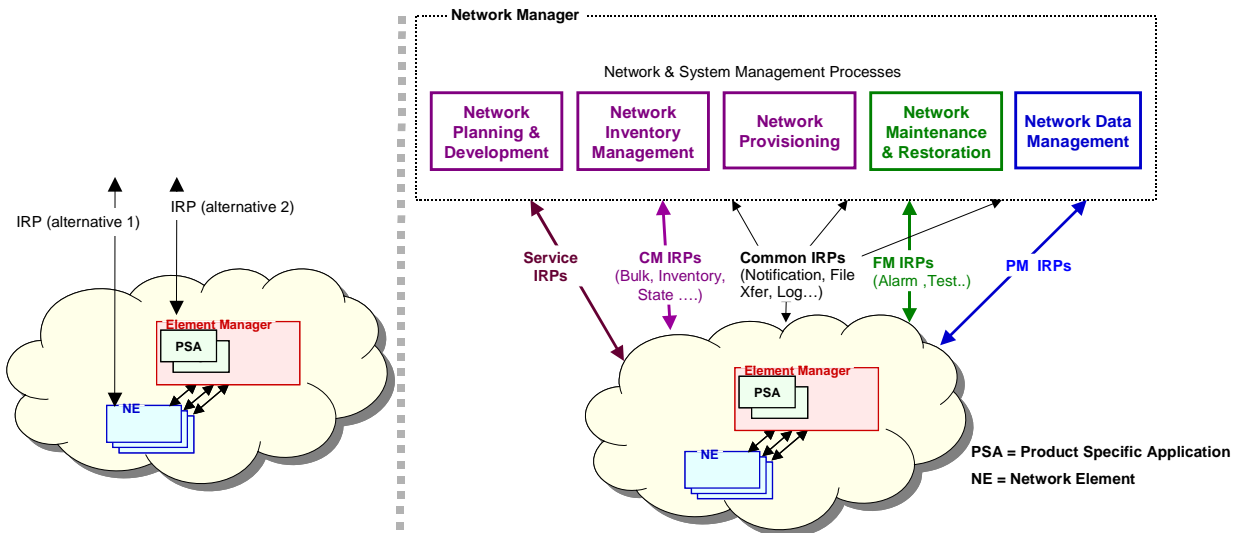 Network Manager
Network & System Management Processes
Network
Planning &
Development
Network
Inventory
Management
Network
Provisioning
Network
Maintenance
& Restoration
Network Data
Management
IRP (alternative 1)
IRP (alternative 2)
Service
IRPs
CM IRPs
(Bulk, Inventory,
State ….)
Common IRPs
(Notification, File
Xfer, Log…)
FM IRPs
(Alarm ,Test..)
PM IRPs
Element Manager
PSA
NE
Element Manager
PSA
NE
PSA = Product Specific Application
NE = Network Element